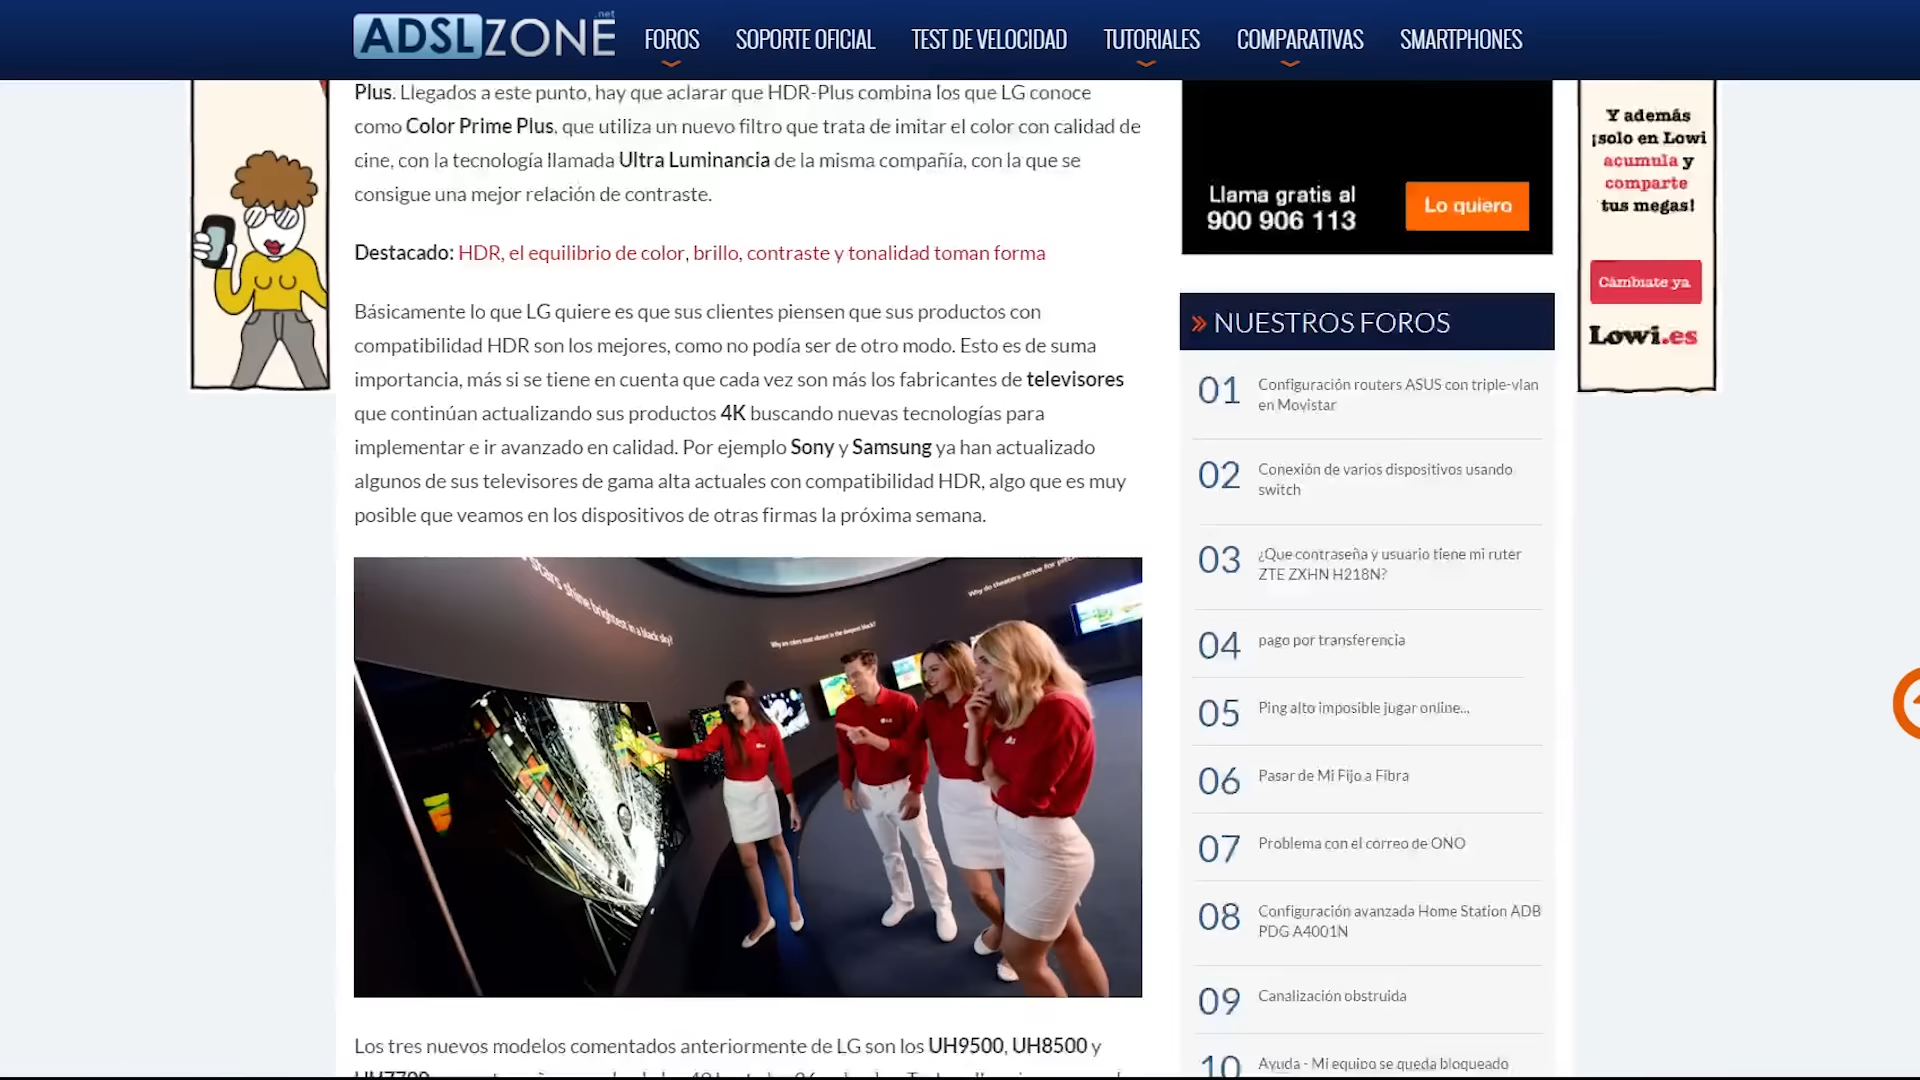 ADSLZONE
.net
FOROS
SOPORTE OFICIAL
TEST DE VELOCIDAD
TUTORIALES
COMPARATIVAS
SMARTPHONES
Plus. Llegados a este punto, hay que aclarar que HDR-Plus combina los que LG conoce
como Color Prime Plus, que utiliza un nuevo filtro que trata de imitar el color con calidad de
cine, con la tecnología llamada Ultra Luminancia de la misma compañía, con la que se
consigue una mejor relación de contraste.
Destacado: HDR, el equilibrio de color, brillo, contraste y tonalidad toman forma
Básicamente lo que LG quiere es que sus clientes piensen que sus productos con
compatibilidad HDR son los mejores, como no podía ser de otro modo. Esto es de suma
importancia, más si se tiene en cuenta que cada vez son más los fabricantes de televisores
que continúan actualizando sus productos 4K buscando nuevas tecnologías para
implementar e ir avanzado en calidad. Por ejemplo Sony y Samsung ya han actualizado
algunos de sus televisores de gama alta actuales con compatibilidad HDR, algo que es muy
posible que veamos en los dispositivos de otras firmas la próxima semana.
stars shine brightest in a black sky?
Los tres nuevos modelos comentados anteriormente de LG son los UH9500, UH8500 y
Llama gratis al
900 906 113
Lo quiero
NUESTROS FOROS
01 Configuración routers ASUS con triple-vlan
en Movistar
02 Conexión de varios dispositivos usando
switch
03 ¿Que contraseña y usuario tiene mi ruter
ZTE ZXHN H218N?
04 pago por transferencia
05 Ping alto imposible jugar online...
06 Pasar de Mi Fijo a Fibra
07 Problema con el correo de ONO
08 Configuración avanzada Home Station ADB
PDG A4001N
09 Canalización obstruida
10 Ayuda - Mi equipo se queda bloqueado
Y además
¡solo en Lowi
acumula y
comparte
tus megas!
Cámbiate ya
Lowi.es